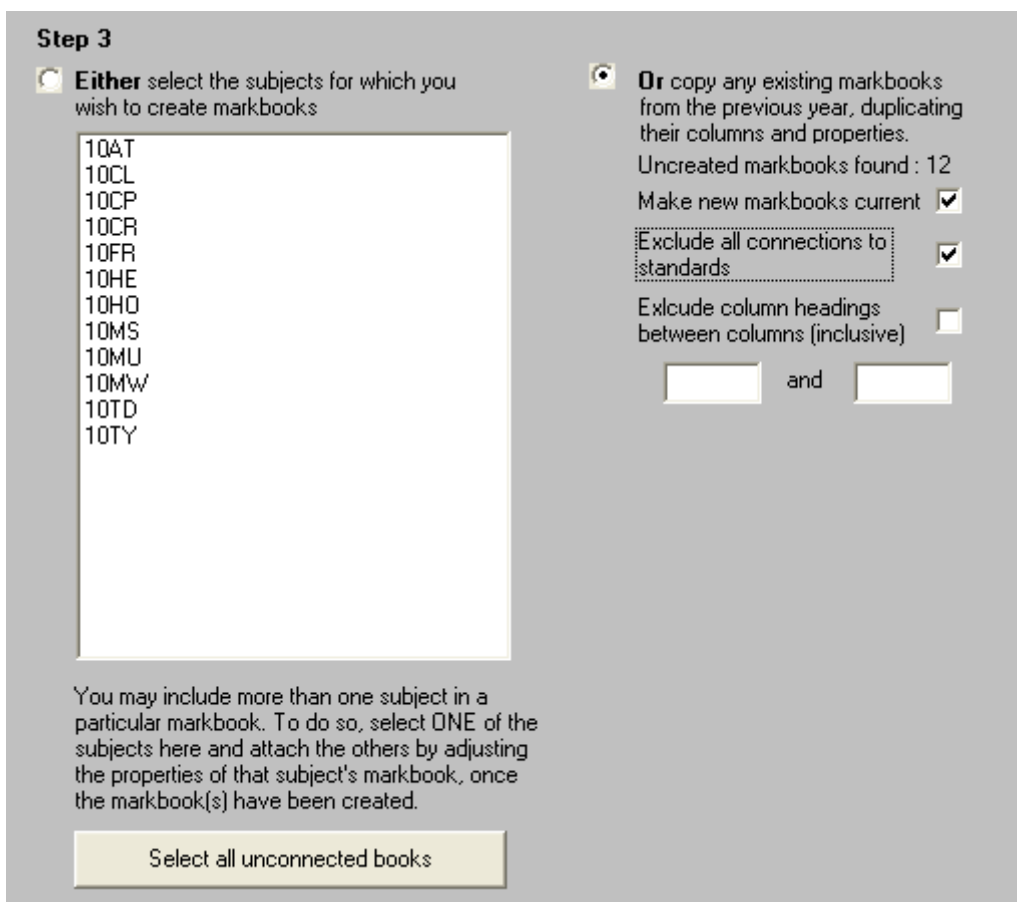 Step 3
Either select the subjects for which you
wish to create markbooks
10AT
10CL
10CP
10CR
10FR
10HE
10HO
10MS
10MU
10MW
10TD
10TY
You may include more than one subject in a
particular markbook. To do so, select ONE of the
subjects here and attach the others by adjusting
the properties of that subject's markbook, once
the markbook(s) have been created.
Select all unconnected books
Or copy any existing markbooks
from the previous year, duplicating
their columns and properties.
Uncreated markbooks found : 12
Make new markbooks current
Exclude all connections to
standards
Exlcude column headings
between columns (inclusive)
and